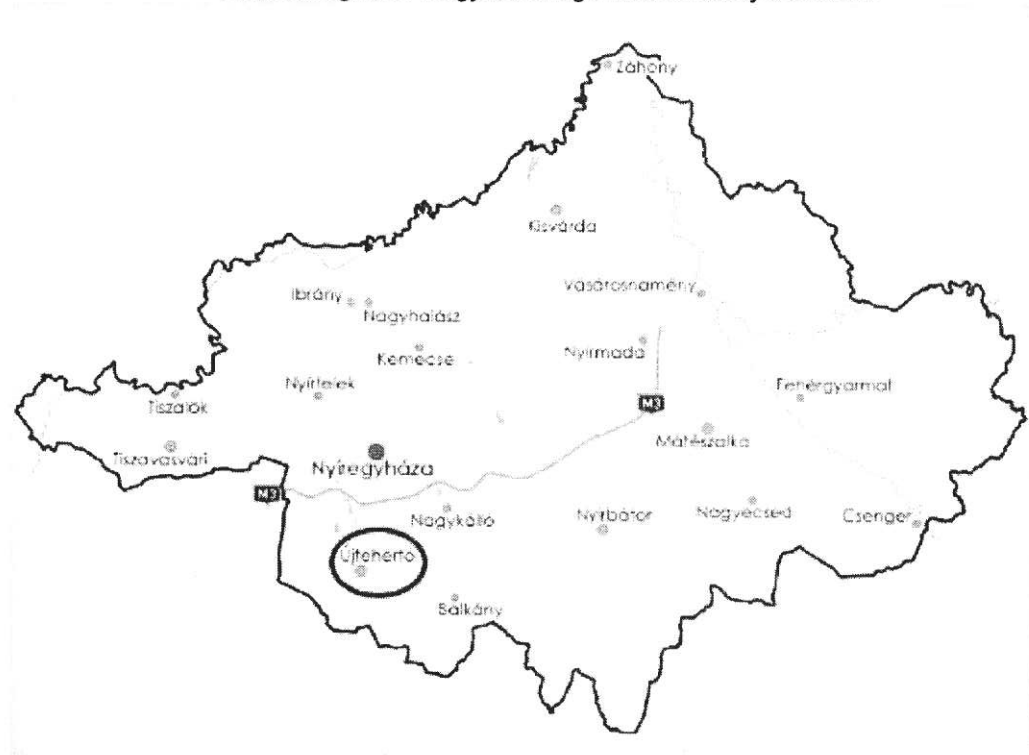 Záhony
Kisvárda
Vásárosnamény
Ibrány
Nagyhalász
Kemecse
Nyírmada
Nyírtelek
Fehérgyarmat
Tiszalök
M3
Mátészalka
Tiszavasvári
Nyíregyháza
M3
Nagykálló
Nyírbátor
Nagyecsed
Csenger
Újfehértó
Balkány